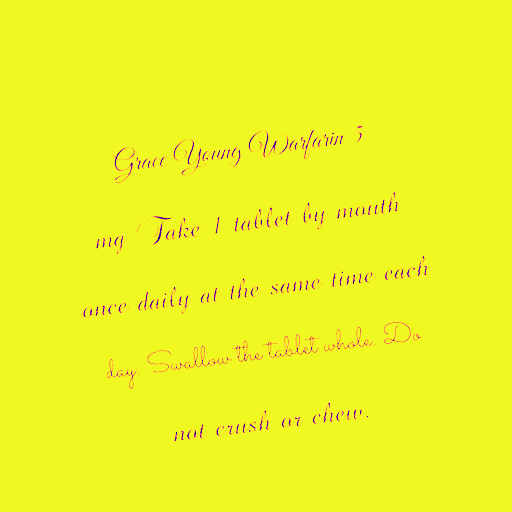 Grace Young Warfarin 5
mg Take 1 tablet by mouth
once daily at the same time each
day. Swallow the tablet whole. Do
not crush or chew.